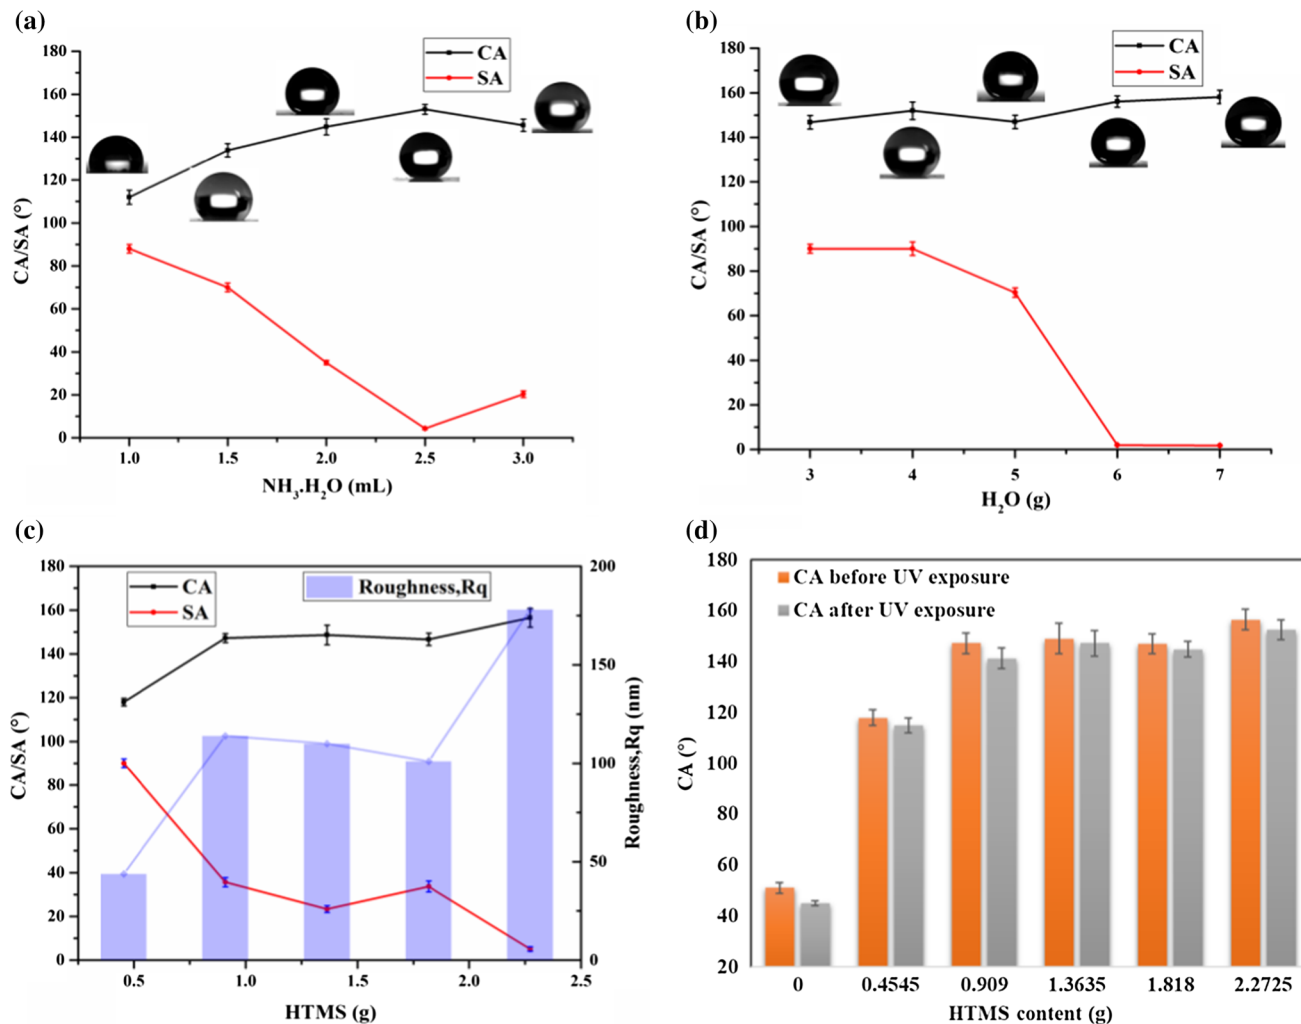 (a)
180
160
140
120
100
80
60
40
20
0
CA/SA (°)
CA
SA
1.0 1.5 2.0 2.5 3.0
NH3.H2O (mL)
(b)
180
160
140
120
100
80
60
40
20
0
CA/SA (°)
CA
SA
3 4 5 6 7
H2O (g)
(c)
180
160
140
120
100
80
60
40
20
0
CA/SA (°)
CA
SA
Roughness,Rq
200
150
100
50
0
Roughness,Rq (nm)
0.5 1.0 1.5 2.0 2.5
HTMS (g)
(d)
180
160
140
120
100
80
60
40
20
CA (°)
CA before UV exposure
CA after UV exposure
0 0.4545 0.909 1.3635 1.818 2.2725
HTMS content (g)